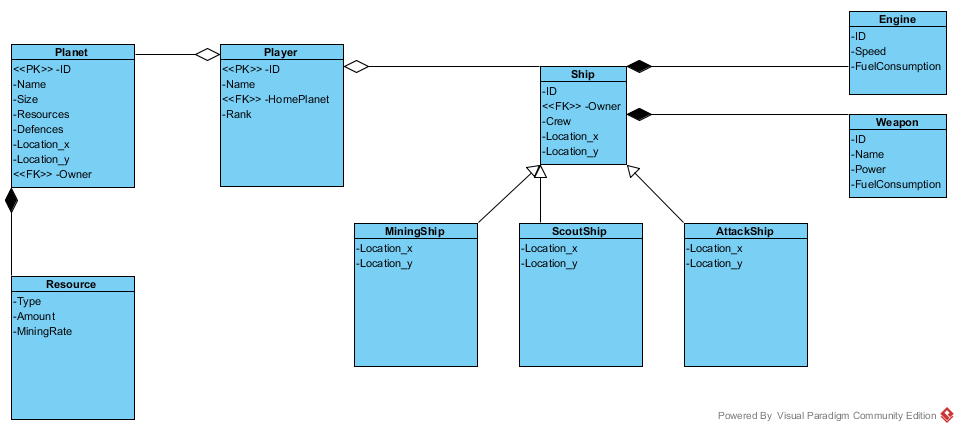 Planet
<<PK>> -ID
-Name
-Size
-Resources
-Defences
-Location_x
-Location_y
<<FK>> -Owner
Player
<<PK>> -ID
-Name
<<FK>> -HomePlanet
-Rank
Ship
-ID
<<FK>> -Owner
-Crew
-Location_x
-Location_y
Engine
-ID
-Speed
-FuelConsumption
Weapon
-ID
-Name
-Power
-FuelConsumption
MiningShip
-Location_x
-Location_y
ScoutShip
-Location_x
-Location_y
AttackShip
-Location_x
-Location_y
Resource
-Type
-Amount
-MiningRate
Powered By Visual Paradigm Community Edition